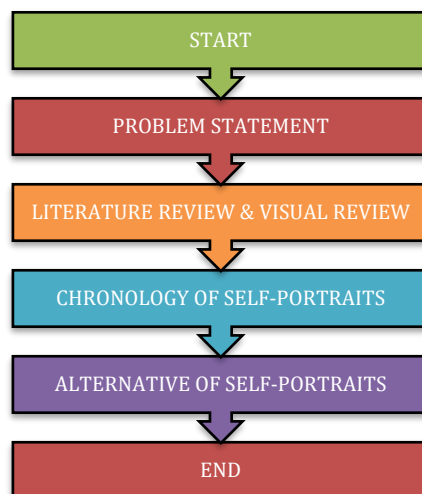 START
PROBLEM STATEMENT
LITERATURE REVIEW & VISUAL REVIEW
CHRONOLOGY OF SELF-PORTRAITS
ALTERNATIVE OF SELF-PORTRAITS
END